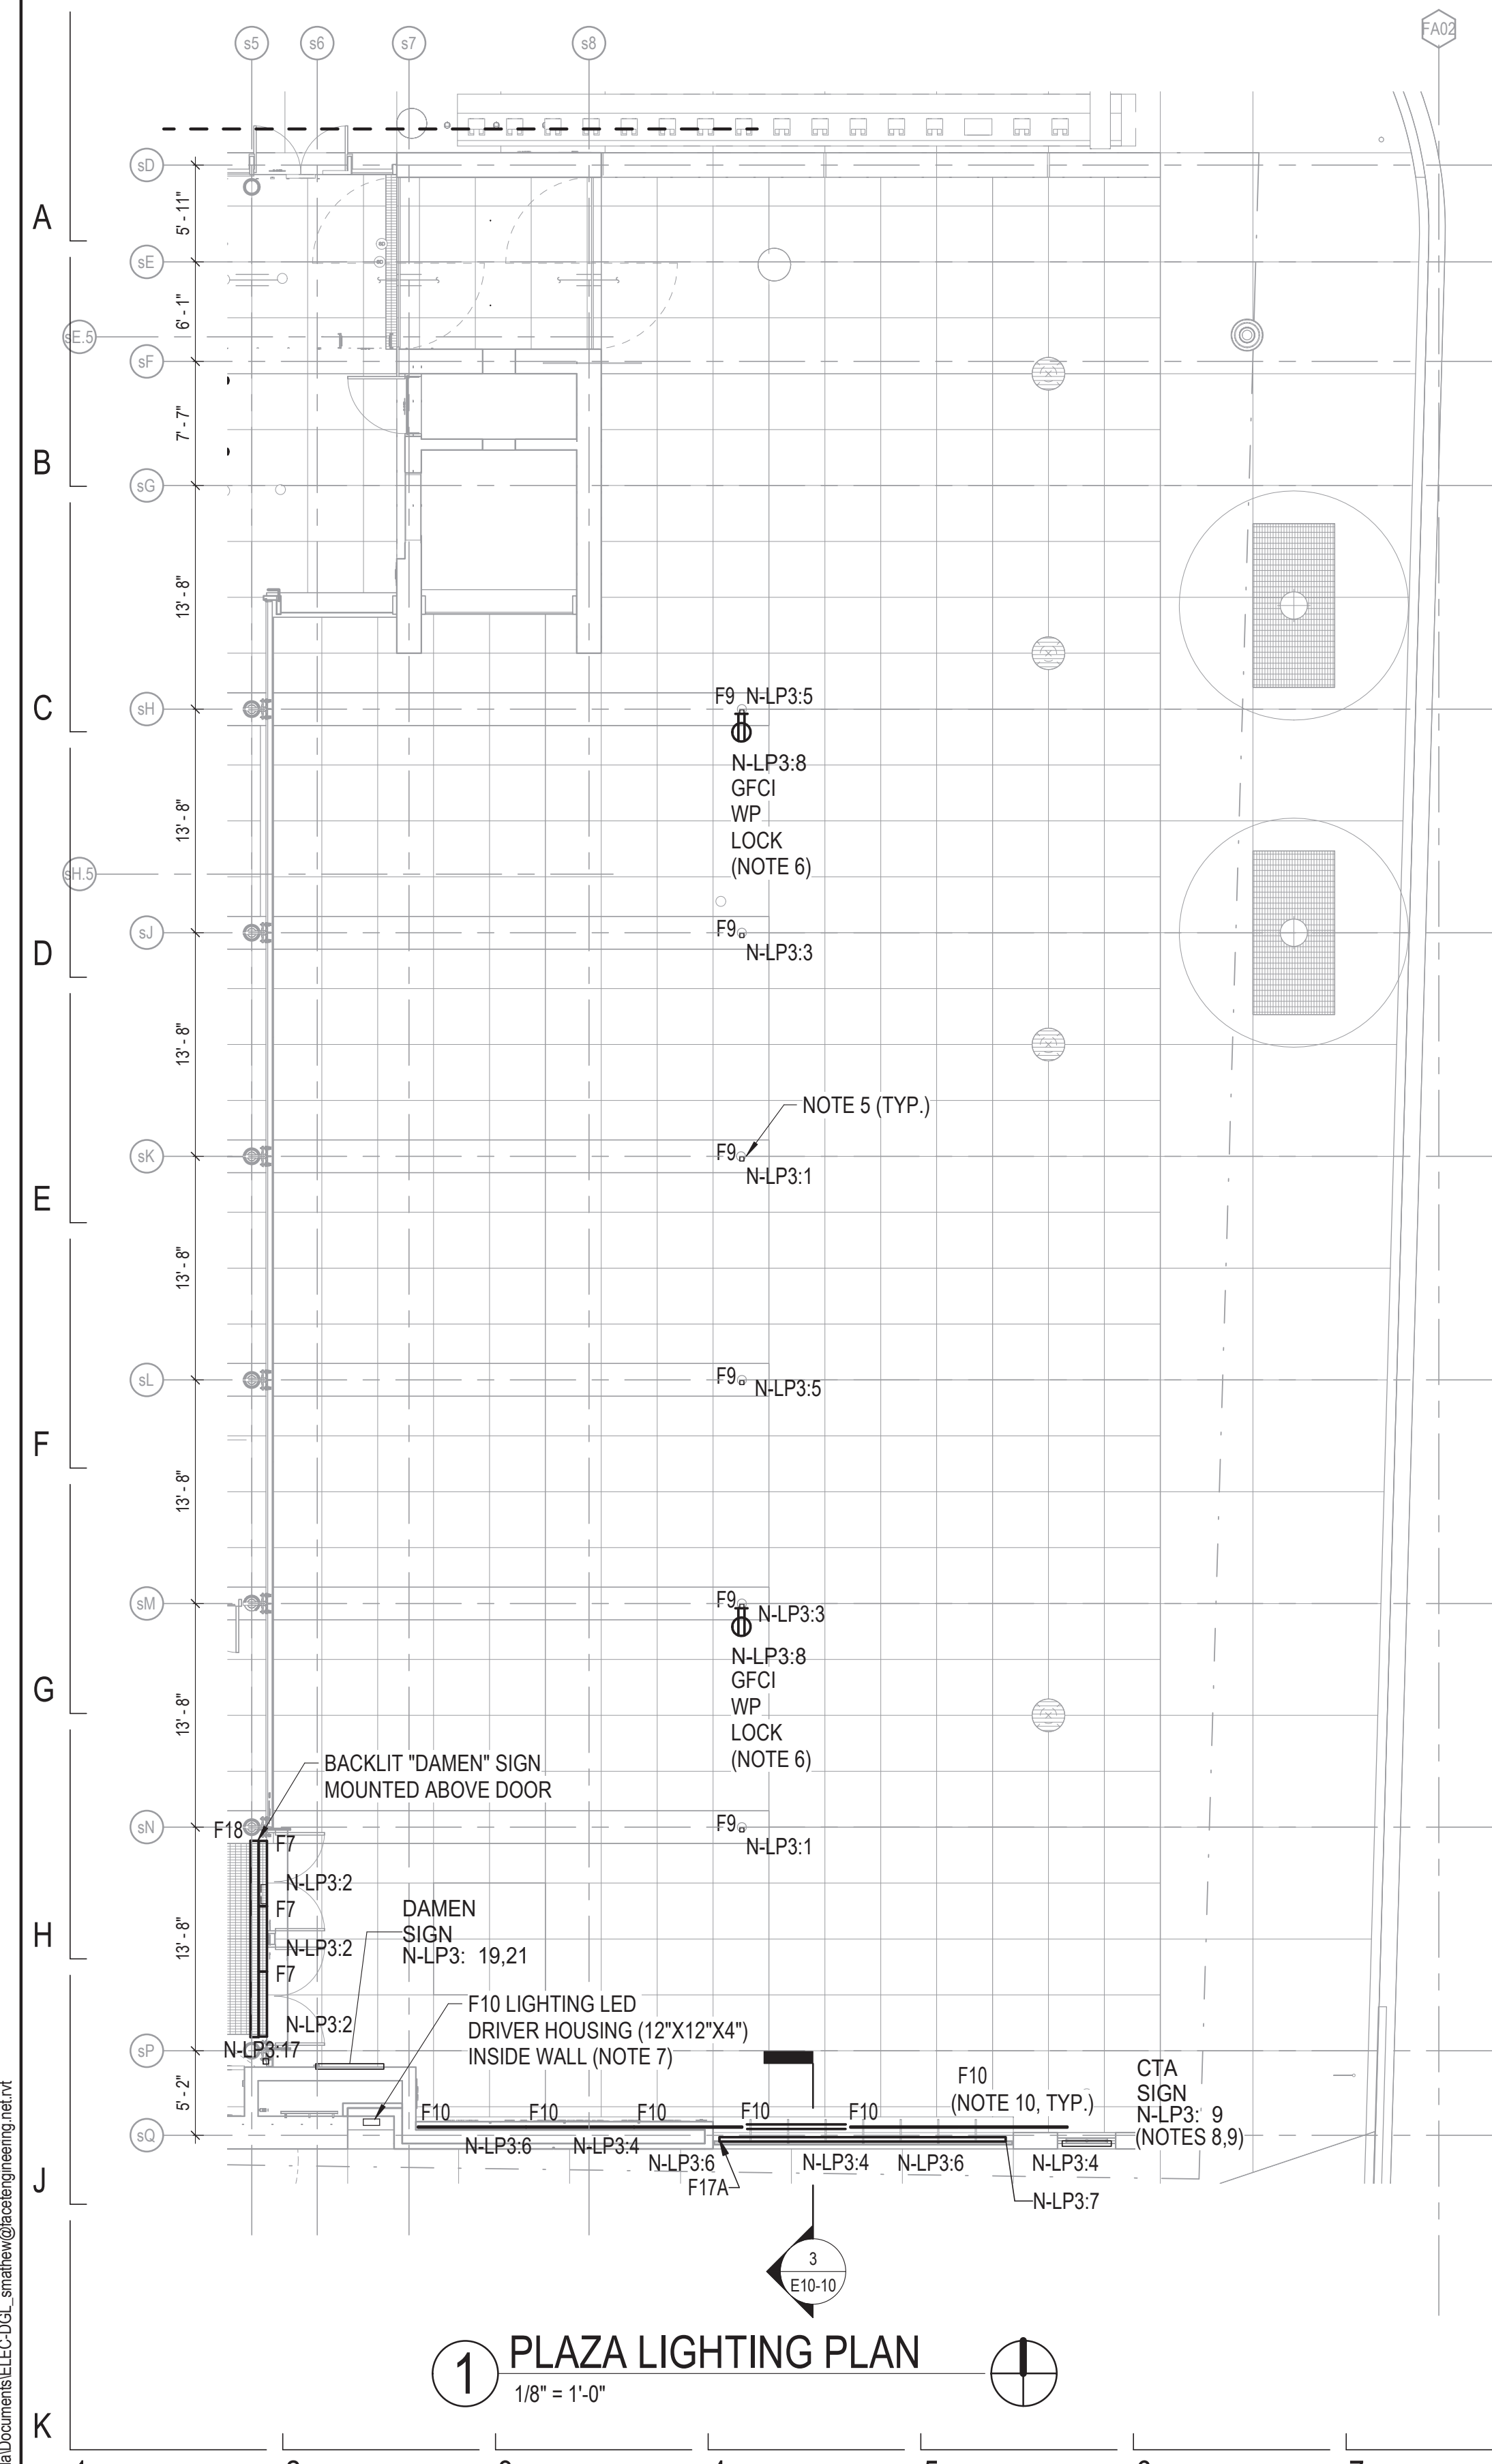 s5 s6 s7 s8 FA02
sD
A
5' - 11"
sE
6' - 1"
sE.5
sF
7' - 7"
B
sG
13' - 8"
C
sH
F9 N-LP3:5
N-LP3:8
GFCI
WP
LOCK
(NOTE 6)
13' - 8"
sH.5
sJ
F9
N-LP3:3
D
13' - 8"
NOTE 5 (TYP.)
sK
F9
N-LP3:1
E
13' - 8"
sL
F9
N-LP3:5
F
13' - 8"
sM
F9
N-LP3:3
N-LP3:8
GFCI
WP
LOCK
(NOTE 6)
G
13' - 8"
BACKLIT "DAMEN" SIGN
MOUNTED ABOVE DOOR
sN
F18
F9
N-LP3:1
F7
N-LP3:2
F7
N-LP3:2
F7
N-LP3:2
H
13' - 8"
DAMEN
SIGN
N-LP3: 19,21
F10 LIGHTING LED
DRIVER HOUSING (12"X12"X4")
INSIDE WALL (NOTE 7)
sP
N-LP3:17
5' - 2"
F10
(NOTE 10, TYP.)
CTA
SIGN
N-LP3: 9
(NOTES 8,9)
F10 F10 F10 F10 F10
sQ
N-LP3:6 N-LP3:4 N-LP3:6 N-LP3:4 N-LP3:6 N-LP3:4
F17A
N-LP3:7
J
3
E10-10
1 PLAZA LIGHTING PLAN
1/8" = 1'-0"
K
a\Documents\ELEC-DGL_smathew@facetengineering.net.rvt